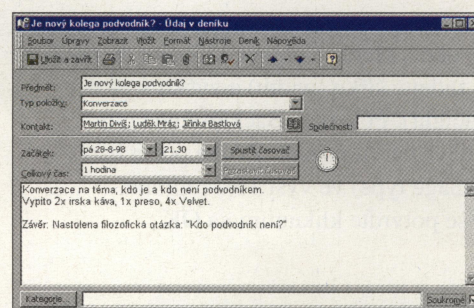 Je nový kolega podvodník? - Údaj v deníku
Soubor Úpravy Zobrazit Vložit Formát Nástroje Deník Nápověda
Uložit a zavřít
Předmět: Je nový kolega podvodník?
Typ položky: Konverzace
Kontakt: Martin Diviš; Luděk Mráz; Jiřinka Bastlová Společnost:
Začátek: pá 28-8-98 21.30 Spustit časovač
Celkový čas: 1 hodina Pozastavit časovač
Konverzace na téma, kdo je a kdo není podvodníkem.
Vypito 2x irska káva, 1x preso, 4x Velvet.
Závěr: Nastolena filozofická otázka: "Kdo podvodník není?"
Kategorie... Soukromé